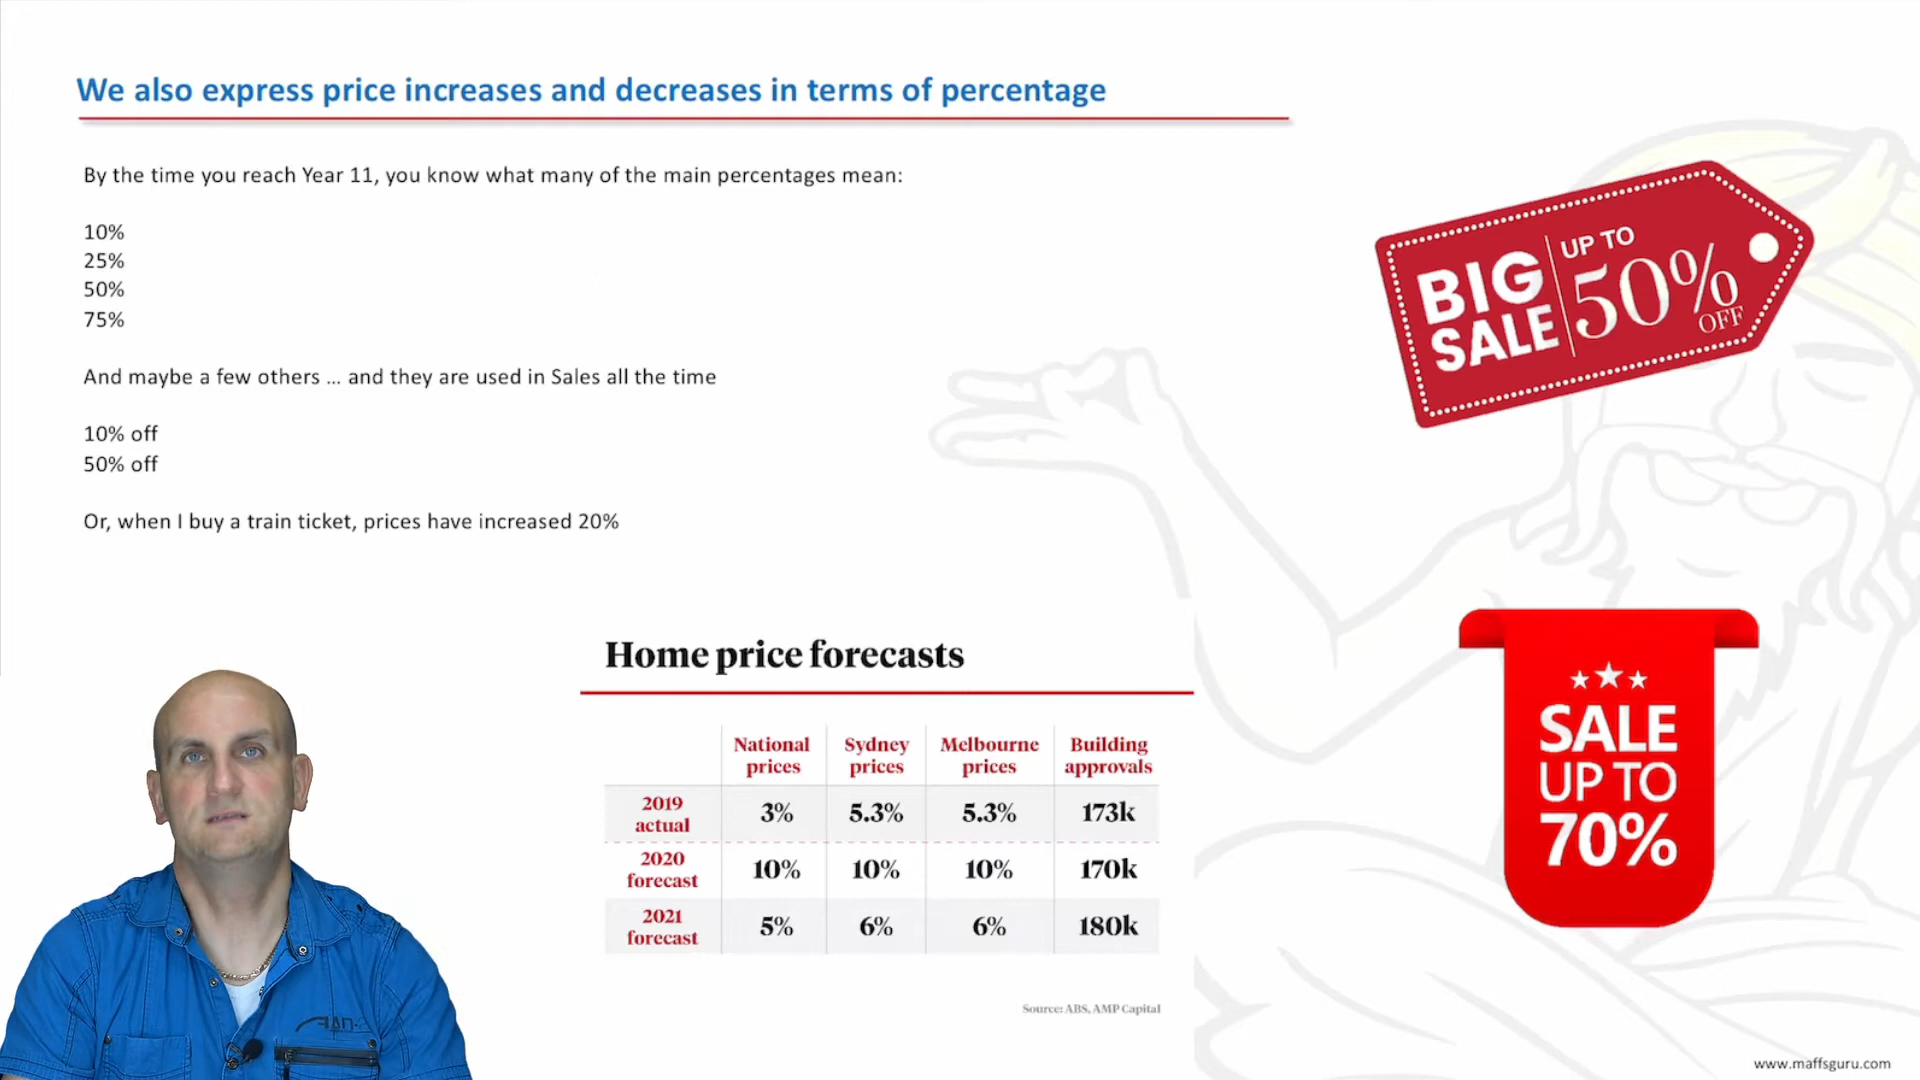 We also express price increases and decreases in terms of percentage
By the time you reach Year 11, you know what many of the main percentages mean:
10%
25%
50%
75%
And maybe a few others ... and they are used in Sales all the time
10% off
50% off
Or, when I buy a train ticket, prices have increased 20%
BIG
SALE
UP TO
50%
OFF
Home price forecasts
National prices Sydney prices Melbourne prices Building approvals
2019 actual 3% 5.3% 5.3% 173k
2020 forecast 10% 10% 10% 170k
2021 forecast 5% 6% 6% 180k
Source: ABS, AMP Capital
SALE
UP TO
70%
www.maffsguru.com